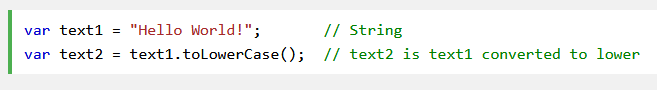 var text1 = "Hello World!";       // String
var text2 = text1.toLowerCase();  // text2 is text1 converted to lower